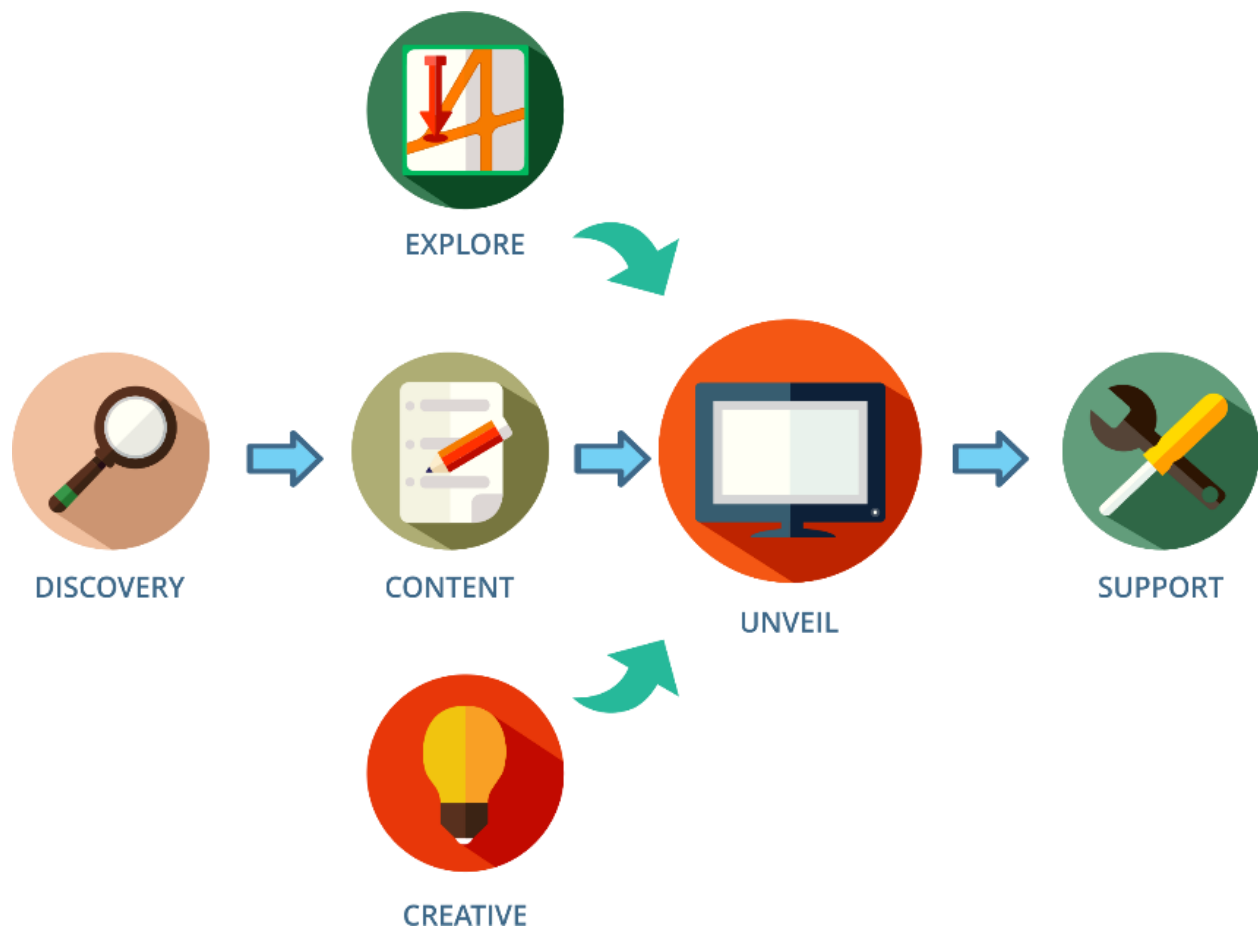 EXPLORE
DISCOVERY
CONTENT
UNVEIL
SUPPORT
CREATIVE